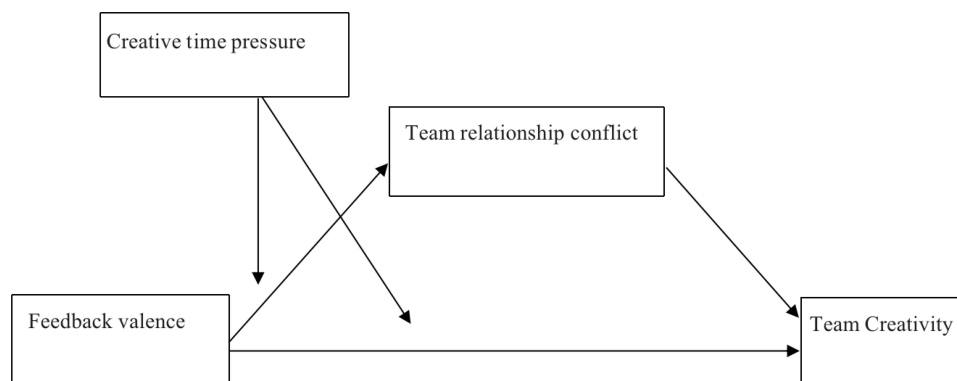 Creative time pressure
Team relationship conflict
Feedback valence
Team Creativity